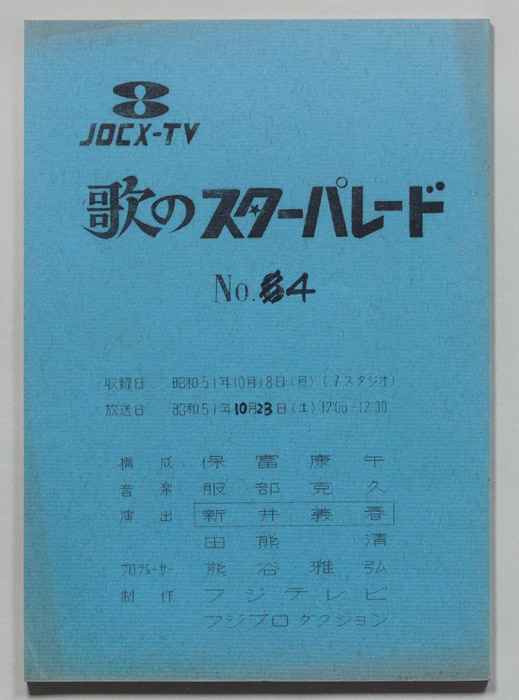 JOCX-TV
歌のスターパレード
No. 4
収録日 昭和51年10月18日(月)(7スタジオ)
放送日 昭和51年10月23日(土)12:00-12:30
構成 保富康午
音楽 服部克久
演出 新井義春
田熊 清
プロデューサー 熊谷雅弘
制作 フジテレビ
フジプロダクション